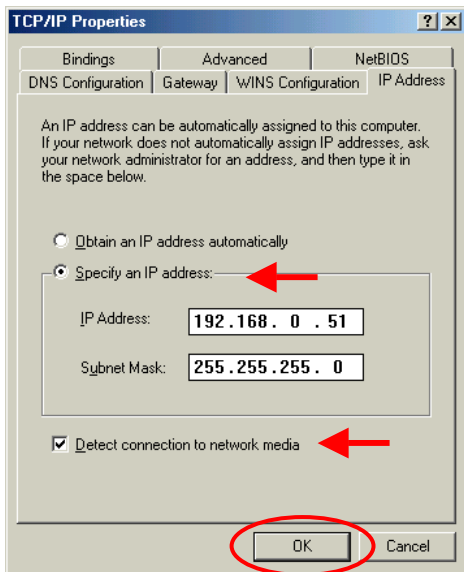 TCP/IP Properties
Bindings Advanced NetBIOS
DNS Configuration Gateway WINS Configuration IP Address
An IP address can be automatically assigned to this computer.
If your network does not automatically assign IP addresses, ask
your network administrator for an address, and then type it in
the space below.
Obtain an IP address automatically
Specify an IP address:
IP Address: 192.168. 0 .51
Subnet Mask: 255.255.255. 0
Detect connection to network media
OK Cancel